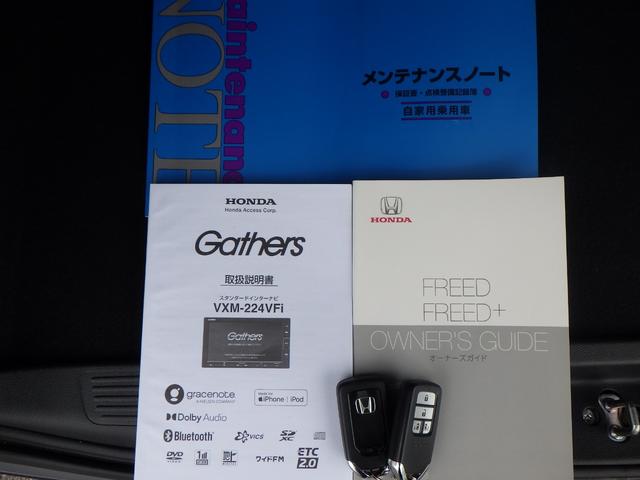 maintenance
NOTE
メンテナンスノート
保証書・点検整備記録簿
自家用乗用車
HONDA
Honda Access Corp.
Gathers
取扱説明書
スタンダードインターナビ
VXM-224VFi
Gathers
gracenote.
A NIELSEN COMPANY
Made for
iPhone | iPod
Dolby Audio
Bluetooth
VICS
SD XC
DVD
VIDEO
ワイドFM
ETC
2.0
HONDA
FREED
FREED+
OWNER'S GUIDE
オーナーズガイド